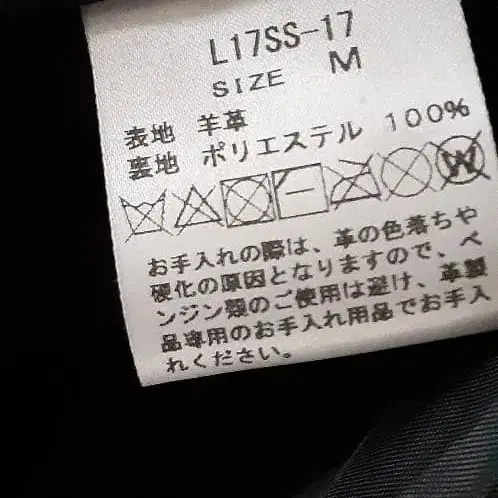 L17SS-17
SIZE M
表地 羊革
裏地 ポリエステル 100%
お手入れの際は、革の色落ちや
硬化の原因となりますので、ベ
ンジン類のご使用は避け、革製
品専用のお手入れ用品でお手入
れください。